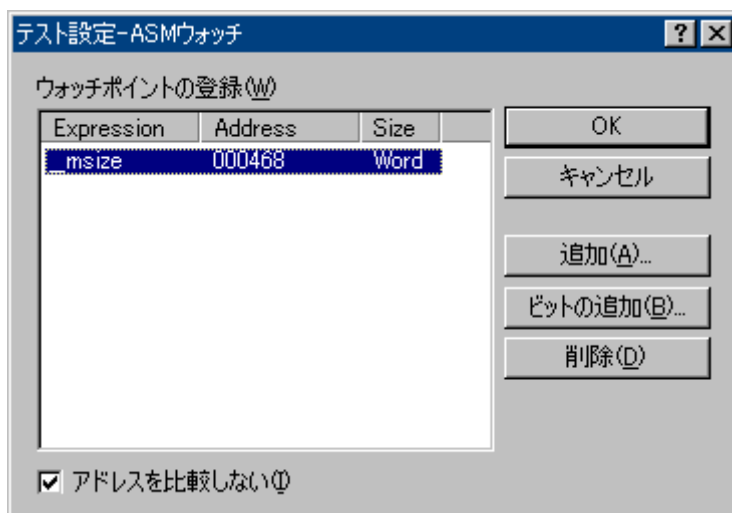 テスト設定-ASMウォッチ
ウォッチポイントの登録(W)
Expression Address Size
_msize 000468 Word
OK
キャンセル
追加(A)...
ビットの追加(B)...
削除(D)
アドレスを比較しない(I)